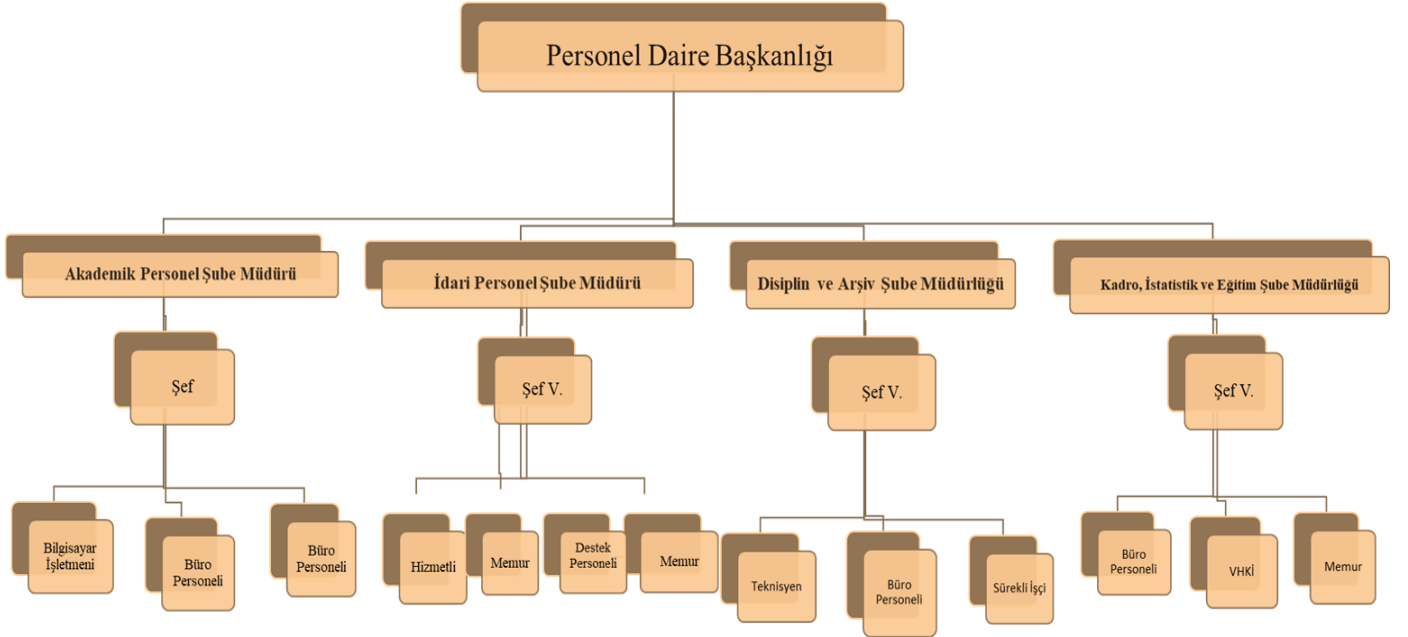 Personel Daire Başkanlığı
Akademik Personel Şube Müdürü
İdari Personel Şube Müdürü
Disiplin ve Arşiv Şube Müdürlüğü
Kadro, İstatistik ve Eğitim Şube Müdürlüğü
Şef
Şef V.
Şef V.
Şef V.
Bilgisayar
İşletmeni
Büro
Personeli
Büro
Personeli
Hizmetli
Memur
Destek
Personeli
Memur
Teknisyen
Büro
Personeli
Sürekli İşçi
Büro
Personeli
VHKİ
Memur